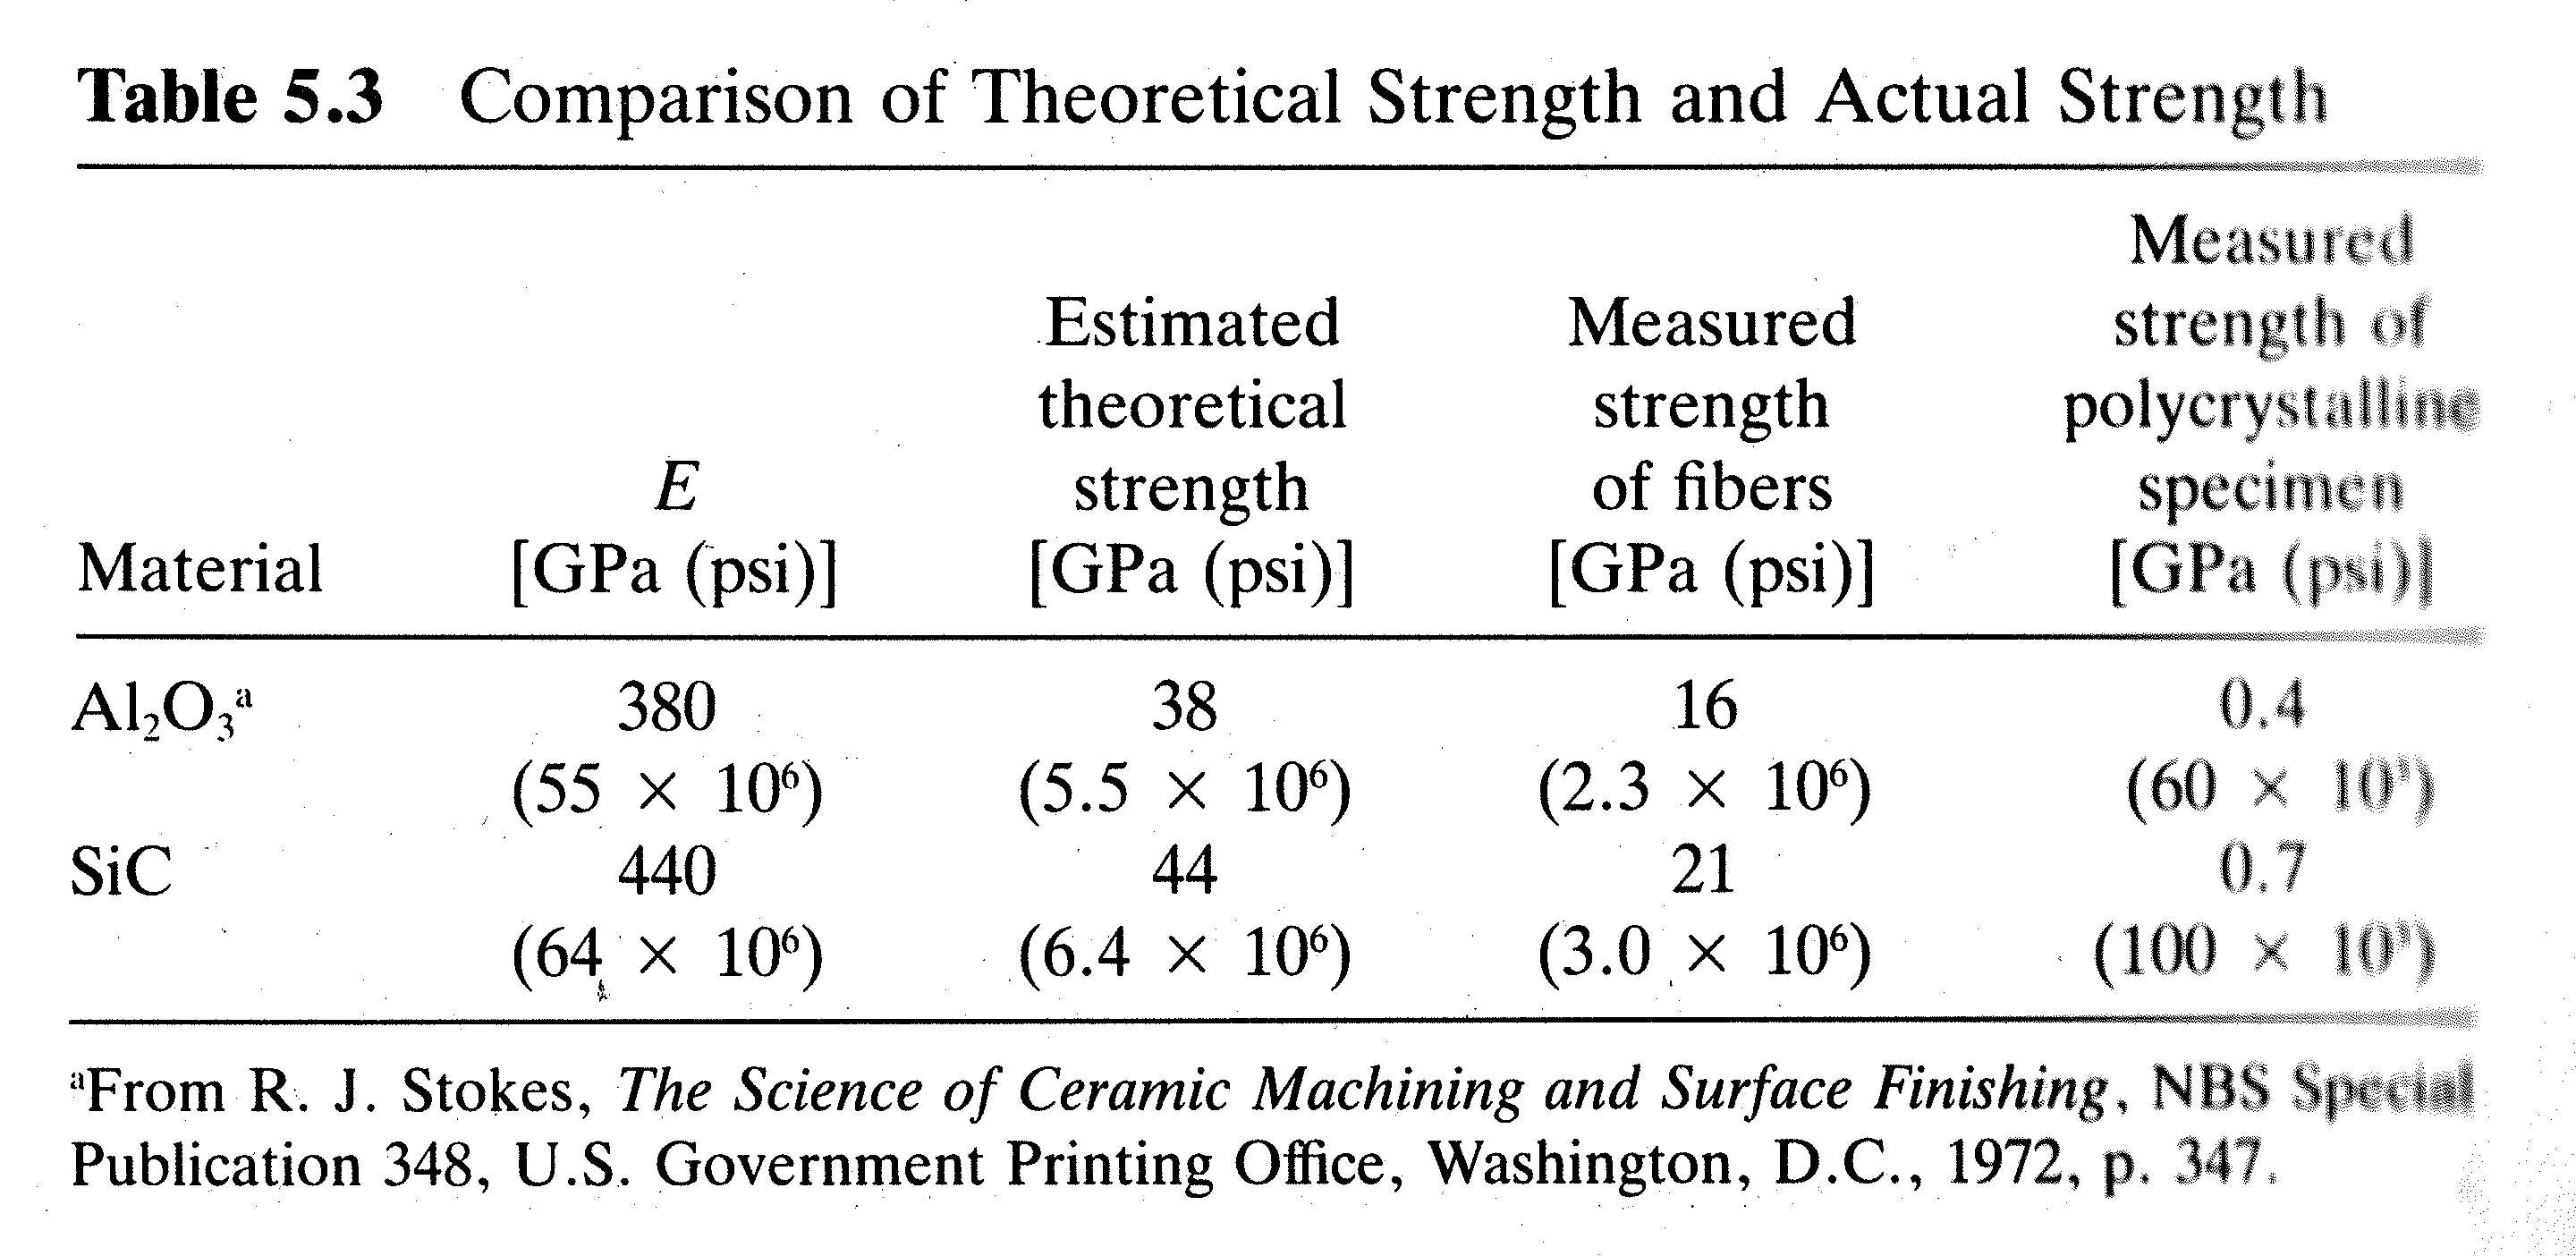 Table 5.3 Comparison of Theoretical Strength and Actual Strength
Measured
Estimated Measured strength of
theoretical strength polycrystalline
E strength of fibers specimen
Material [GPa (psi)] [GPa (psi)] [GPa (psi)] [GPa (psi)]
Al₂O₃ᵃ 380 38 16 0.4
(55 × 10⁶) (5.5 × 10⁶) (2.3 × 10⁶) (60 × 10³)
SiC 440 44 21 0.7
(64 × 10⁶) (6.4 × 10⁶) (3.0 × 10⁶) (100 × 10³)
ᵃFrom R. J. Stokes, The Science of Ceramic Machining and Surface Finishing, NBS Special
Publication 348, U.S. Government Printing Office, Washington, D.C., 1972, p. 347.